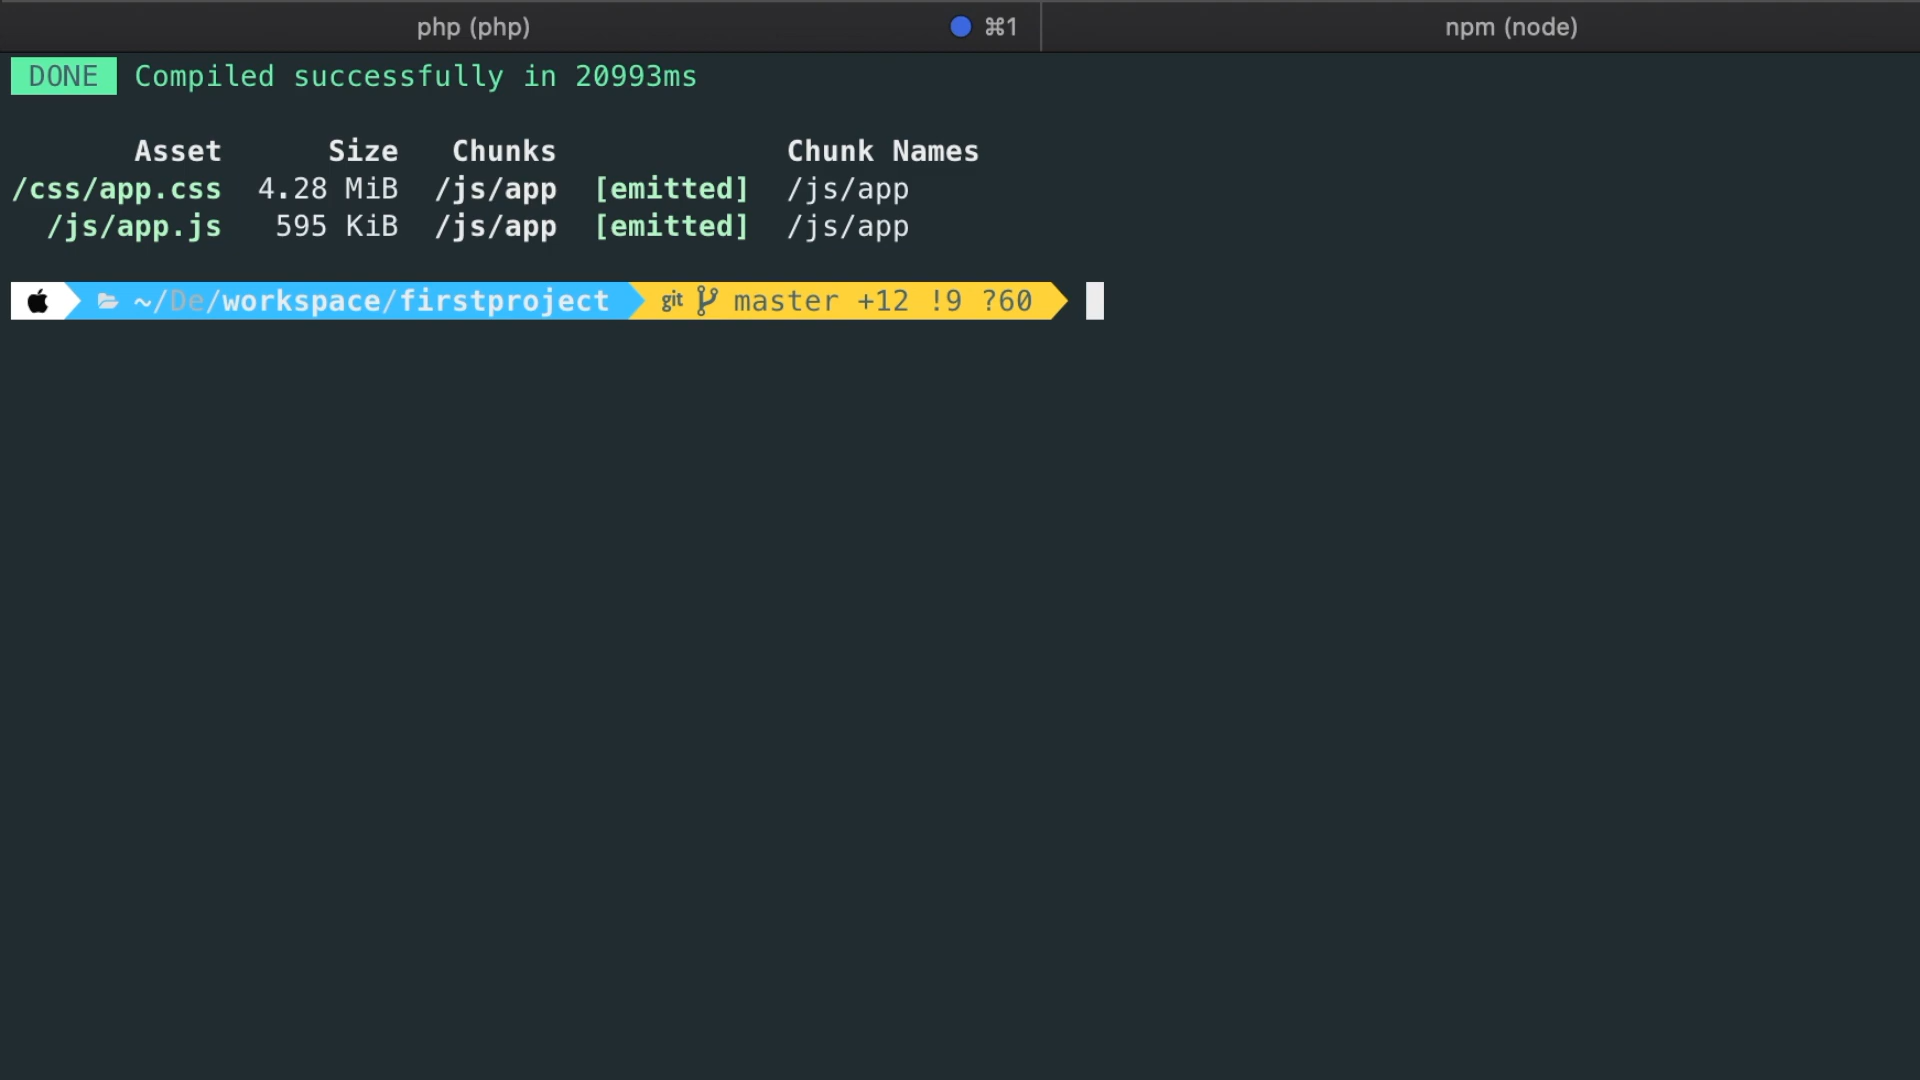 php (php) ⌘1 npm (node)
DONE Compiled successfully in 20993ms
Asset Size Chunks Chunk Names
/css/app.css 4.28 MiB /js/app [emitted] /js/app
/js/app.js 595 KiB /js/app [emitted] /js/app
~/De/workspace/firstproject git master +12 !9 ?60